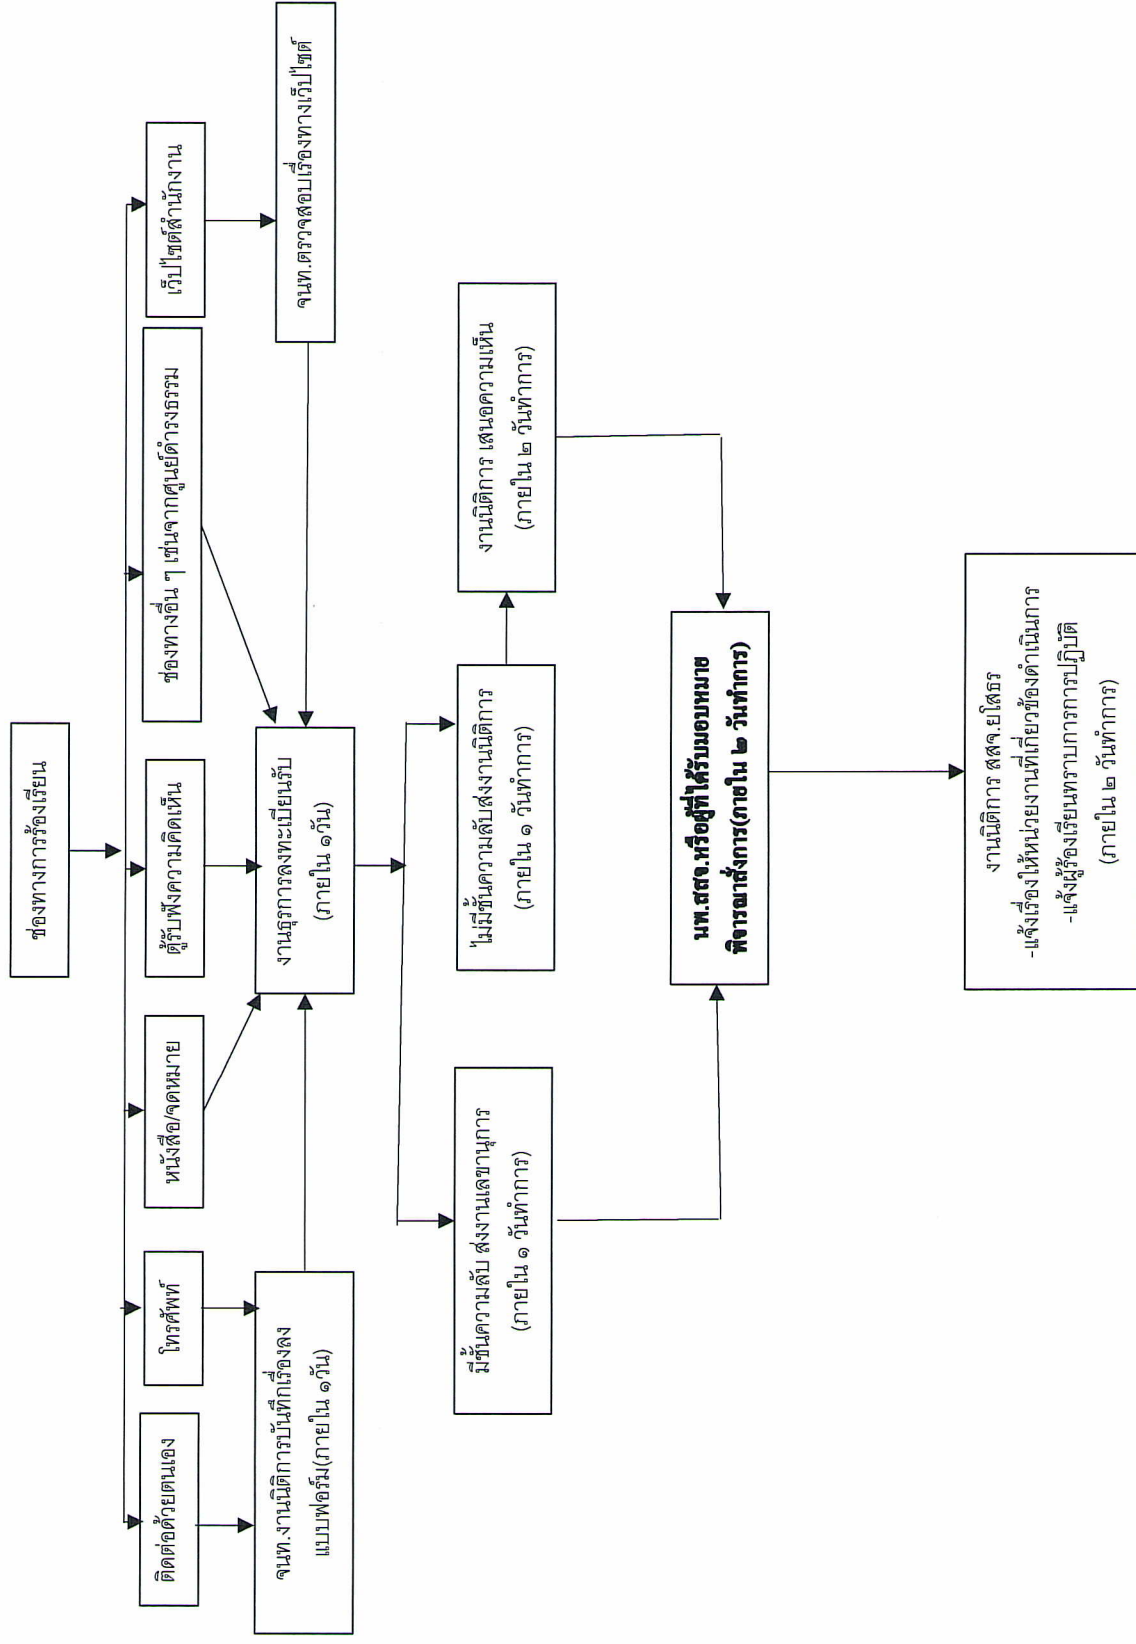 ช่องทางการร้องเรียน
ติดต่อด้วยตนเอง
โทรศัพท์
หนังสือ/จดหมาย
ตู้รับฟังความคิดเห็น
ช่องทางอื่น ๆ เช่นจากศูนย์ดำรงธรรม
เว็ปไซต์สำนักงาน
จนท.งานนิติการบันทึกเรื่องลง
แบบฟอร์ม(ภายใน ๑วัน)
งานธุรการลงทะเบียนรับ
(ภายใน ๑วัน)
จนท.ตรวจสอบเรื่องทางเว็ปไซต์
มีชั้นความลับ ส่งงานเลขานุการ
(ภายใน ๑ วันทำการ)
ไม่มีชั้นความลับส่งงานนิติการ
(ภายใน ๑ วันทำการ)
งานนิติการ เสนอความเห็น
(ภายใน ๒ วันทำการ)
นพ.สสจ.หรือผู้ที่ได้รับมอบหมาย
พิจารณาสั่งการ(ภายใน ๒ วันทำการ)
งานนิติการ สสจ.ยโสธร
-แจ้งเรื่องให้หน่วยงานที่เกี่ยวข้องดำเนินการ
-แจ้งผู้ร้องเรียนทราบการการปฏิบัติ
(ภายใน ๒ วันทำการ)